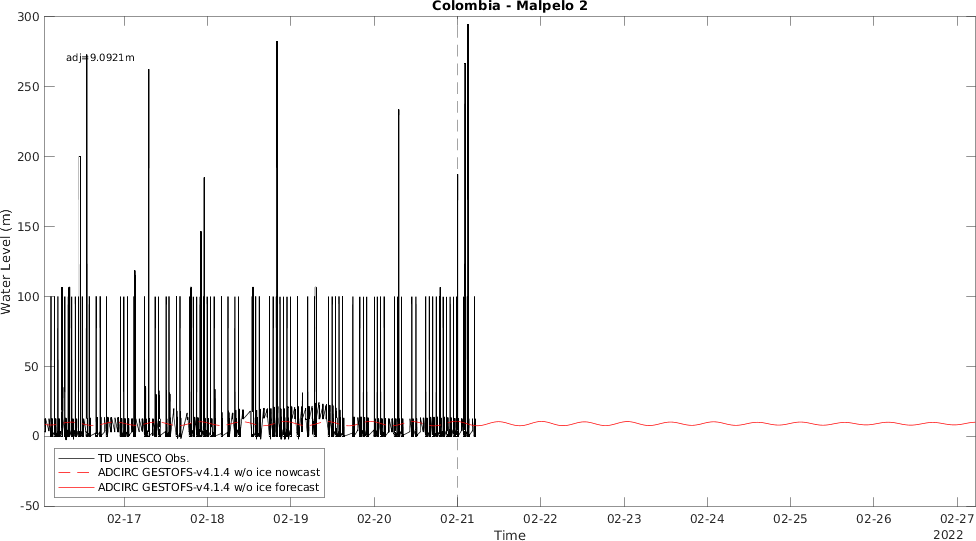 Colombia - Malpelo 2
adj=9.0921m
300
250
200
150
100
50
0
-50
Water Level (m)
TD UNESCO Obs.
ADCIRC GESTOFS-v4.1.4 w/o ice nowcast
ADCIRC GESTOFS-v4.1.4 w/o ice forecast
02-17 02-18 02-19 02-20 02-21 02-22 02-23 02-24 02-25 02-26 02-27
Time
2022